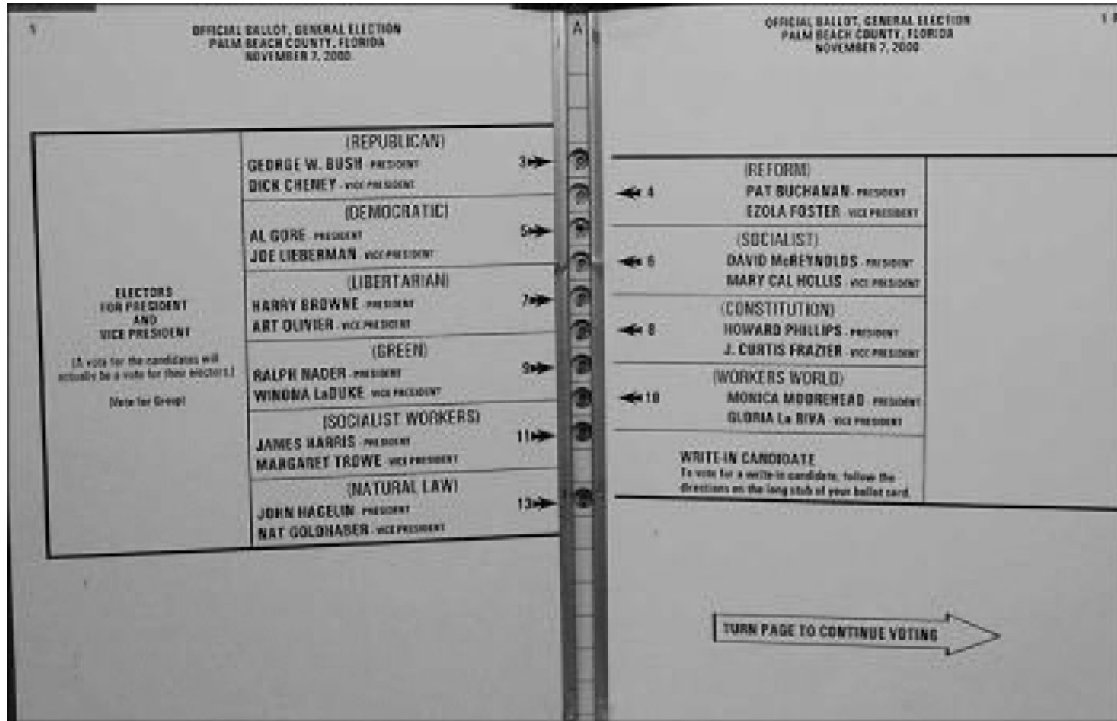 OFFICIAL BALLOT, GENERAL ELECTION
PALM BEACH COUNTY, FLORIDA
NOVEMBER 7, 2000
ELECTORS
FOR PRESIDENT
AND
VICE PRESIDENT
(A vote for the candidates will
actually be a vote for their electors.)
(Vote for Group)
(REPUBLICAN)
GEORGE W. BUSH - PRESIDENT
DICK CHENEY - VICE PRESIDENT
3
(DEMOCRATIC)
AL GORE - PRESIDENT
JOE LIEBERMAN - VICE PRESIDENT
5
(LIBERTARIAN)
HARRY BROWNE - PRESIDENT
ART OLIVIER - VICE PRESIDENT
7
(GREEN)
RALPH NADER - PRESIDENT
WINONA LaDUKE - VICE PRESIDENT
9
(SOCIALIST WORKERS)
JAMES HARRIS - PRESIDENT
MARGARET TROWE - VICE PRESIDENT
11
(NATURAL LAW)
JOHN HAGELIN - PRESIDENT
NAT GOLDHABER - VICE PRESIDENT
13
A
OFFICIAL BALLOT, GENERAL ELECTION
PALM BEACH COUNTY, FLORIDA
NOVEMBER 7, 2000
4
(REFORM)
PAT BUCHANAN - PRESIDENT
EZOLA FOSTER - VICE PRESIDENT
6
(SOCIALIST)
DAVID McREYNOLDS - PRESIDENT
MARY CAL HOLLIS - VICE PRESIDENT
8
(CONSTITUTION)
HOWARD PHILLIPS - PRESIDENT
J. CURTIS FRAZIER - VICE PRESIDENT
10
(WORKERS WORLD)
MONICA MOOREHEAD - PRESIDENT
GLORIA La RIVA - VICE PRESIDENT
WRITE-IN CANDIDATE
To vote for a write-in candidate, follow the
directions on the long stub of your ballot card.
TURN PAGE TO CONTINUE VOTING